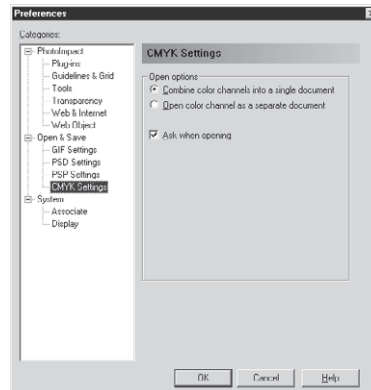 Preferences
Categories:
PhotoImpact
Plug-ins
Guidelines & Grid
Tools
Transparency
Web & Internet
Web Object
Open & Save
GIF Settings
PSD Settings
PSP Settings
CMYK Settings
System
Associate
Display
CMYK Settings
Open options
Combine color channels into a single document
Open color channel as a separate document
Ask when opening
OK
Cancel
Help